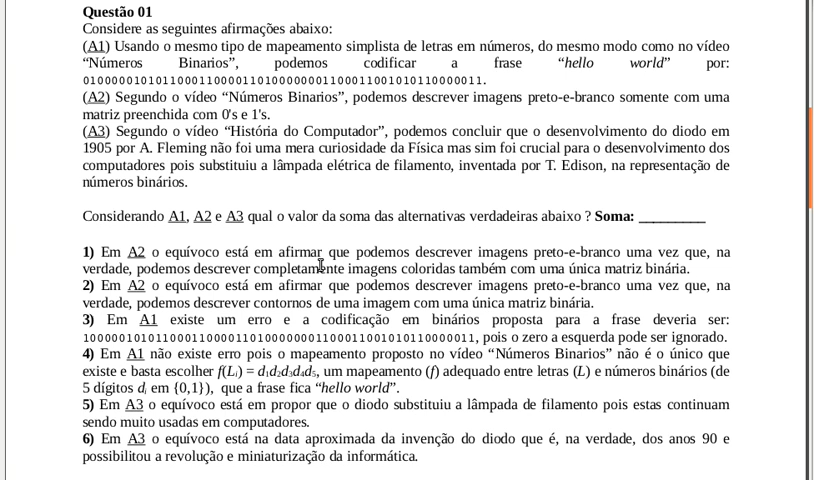 Questão 01
Considere as seguintes afirmações abaixo:
(A1) Usando o mesmo tipo de mapeamento simplista de letras em números, do mesmo modo como no vídeo
“Números Binarios”, podemos codificar a frase “hello world” por:
0100000101011000110000110100000001100011001010110000011.
(A2) Segundo o vídeo “Números Binarios”, podemos descrever imagens preto-e-branco somente com uma
matriz preenchida com 0's e 1's.
(A3) Segundo o vídeo “História do Computador”, podemos concluir que o desenvolvimento do diodo em
1905 por A. Fleming não foi uma mera curiosidade da Física mas sim foi crucial para o desenvolvimento dos
computadores pois substituiu a lâmpada elétrica de filamento, inventada por T. Edison, na representação de
números binários.
Considerando A1, A2 e A3 qual o valor da soma das alternativas verdadeiras abaixo ? Soma: _________
1) Em A2 o equívoco está em afirmar que podemos descrever imagens preto-e-branco uma vez que, na
verdade, podemos descrever completamente imagens coloridas também com uma única matriz binária.
2) Em A2 o equívoco está em afirmar que podemos descrever imagens preto-e-branco uma vez que, na
verdade, podemos descrever contornos de uma imagem com uma única matriz binária.
3) Em A1 existe um erro e a codificação em binários proposta para a frase deveria ser:
100000101011000110000110100000001100011001010110000011, pois o zero a esquerda pode ser ignorado.
4) Em A1 não existe erro pois o mapeamento proposto no vídeo “Números Binarios” não é o único que
existe e basta escolher f(Lᵢ) = d₁d₂d₃d₄d₅, um mapeamento (f) adequado entre letras (L) e números binários (de
5 dígitos dᵢ em {0,1}), que a frase fica “hello world”.
5) Em A3 o equívoco está em propor que o diodo substituiu a lâmpada de filamento pois estas continuam
sendo muito usadas em computadores.
6) Em A3 o equívoco está na data aproximada da invenção do diodo que é, na verdade, dos anos 90 e
possibilitou a revolução e miniaturização da informática.